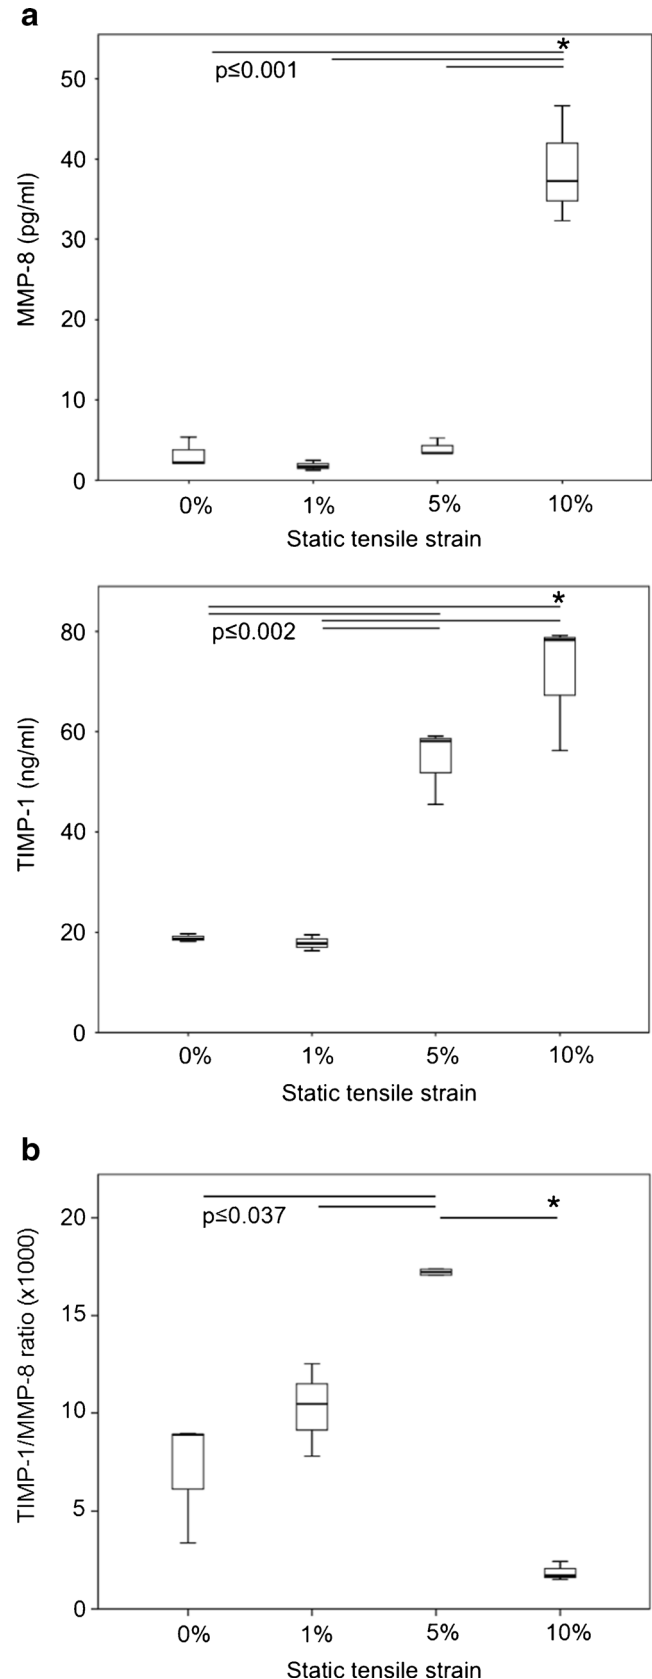 a
*
p≤0.001
50
40
30
20
10
0
MMP-8 (pg/ml)
0% 1% 5% 10%
Static tensile strain
*
p≤0.002
80
60
40
20
0
TIMP-1 (ng/ml)
0% 1% 5% 10%
Static tensile strain
b
*
p≤0.037
20
15
10
5
0
TIMP-1/MMP-8 ratio (x1000)
0% 1% 5% 10%
Static tensile strain